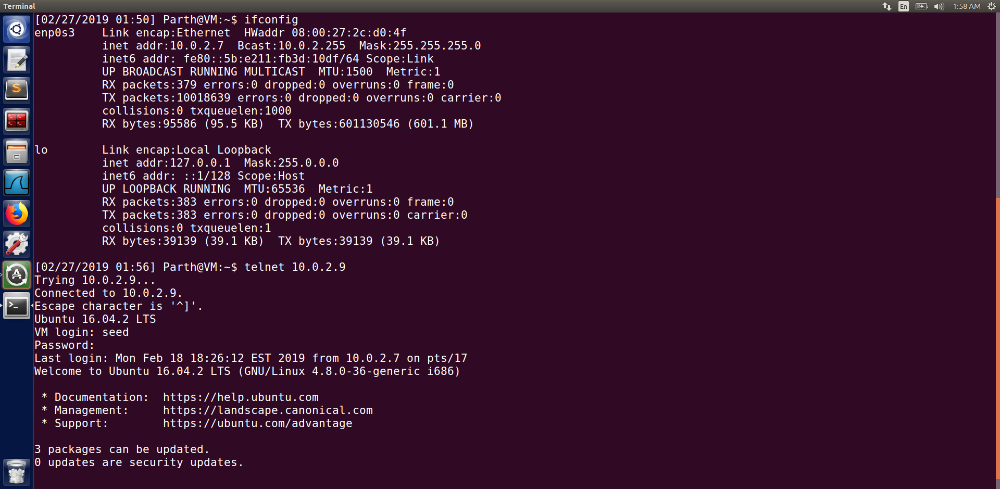 Terminal
En
1:58 AM
[02/27/2019 01:50] Parth@VM:~$ ifconfig
enp0s3    Link encap:Ethernet  HWaddr 08:00:27:2c:d0:4f
          inet addr:10.0.2.7  Bcast:10.0.2.255  Mask:255.255.255.0
          inet6 addr: fe80::5b:e211:fb3d:10df/64 Scope:Link
          UP BROADCAST RUNNING MULTICAST  MTU:1500  Metric:1
          RX packets:379 errors:0 dropped:0 overruns:0 frame:0
          TX packets:10018639 errors:0 dropped:0 overruns:0 carrier:0
          collisions:0 txqueuelen:1000
          RX bytes:95586 (95.5 KB)  TX bytes:601130546 (601.1 MB)

lo        Link encap:Local Loopback
          inet addr:127.0.0.1  Mask:255.0.0.0
          inet6 addr: ::1/128 Scope:Host
          UP LOOPBACK RUNNING  MTU:65536  Metric:1
          RX packets:383 errors:0 dropped:0 overruns:0 frame:0
          TX packets:383 errors:0 dropped:0 overruns:0 carrier:0
          collisions:0 txqueuelen:1
          RX bytes:39139 (39.1 KB)  TX bytes:39139 (39.1 KB)

[02/27/2019 01:56] Parth@VM:~$ telnet 10.0.2.9
Trying 10.0.2.9...
Connected to 10.0.2.9.
Escape character is '^]'.
Ubuntu 16.04.2 LTS
VM login: seed
Password:
Last login: Mon Feb 18 18:26:12 EST 2019 from 10.0.2.7 on pts/17
Welcome to Ubuntu 16.04.2 LTS (GNU/Linux 4.8.0-36-generic i686)

 * Documentation:  https://help.ubuntu.com
 * Management:     https://landscape.canonical.com
 * Support:        https://ubuntu.com/advantage

3 packages can be updated.
0 updates are security updates.